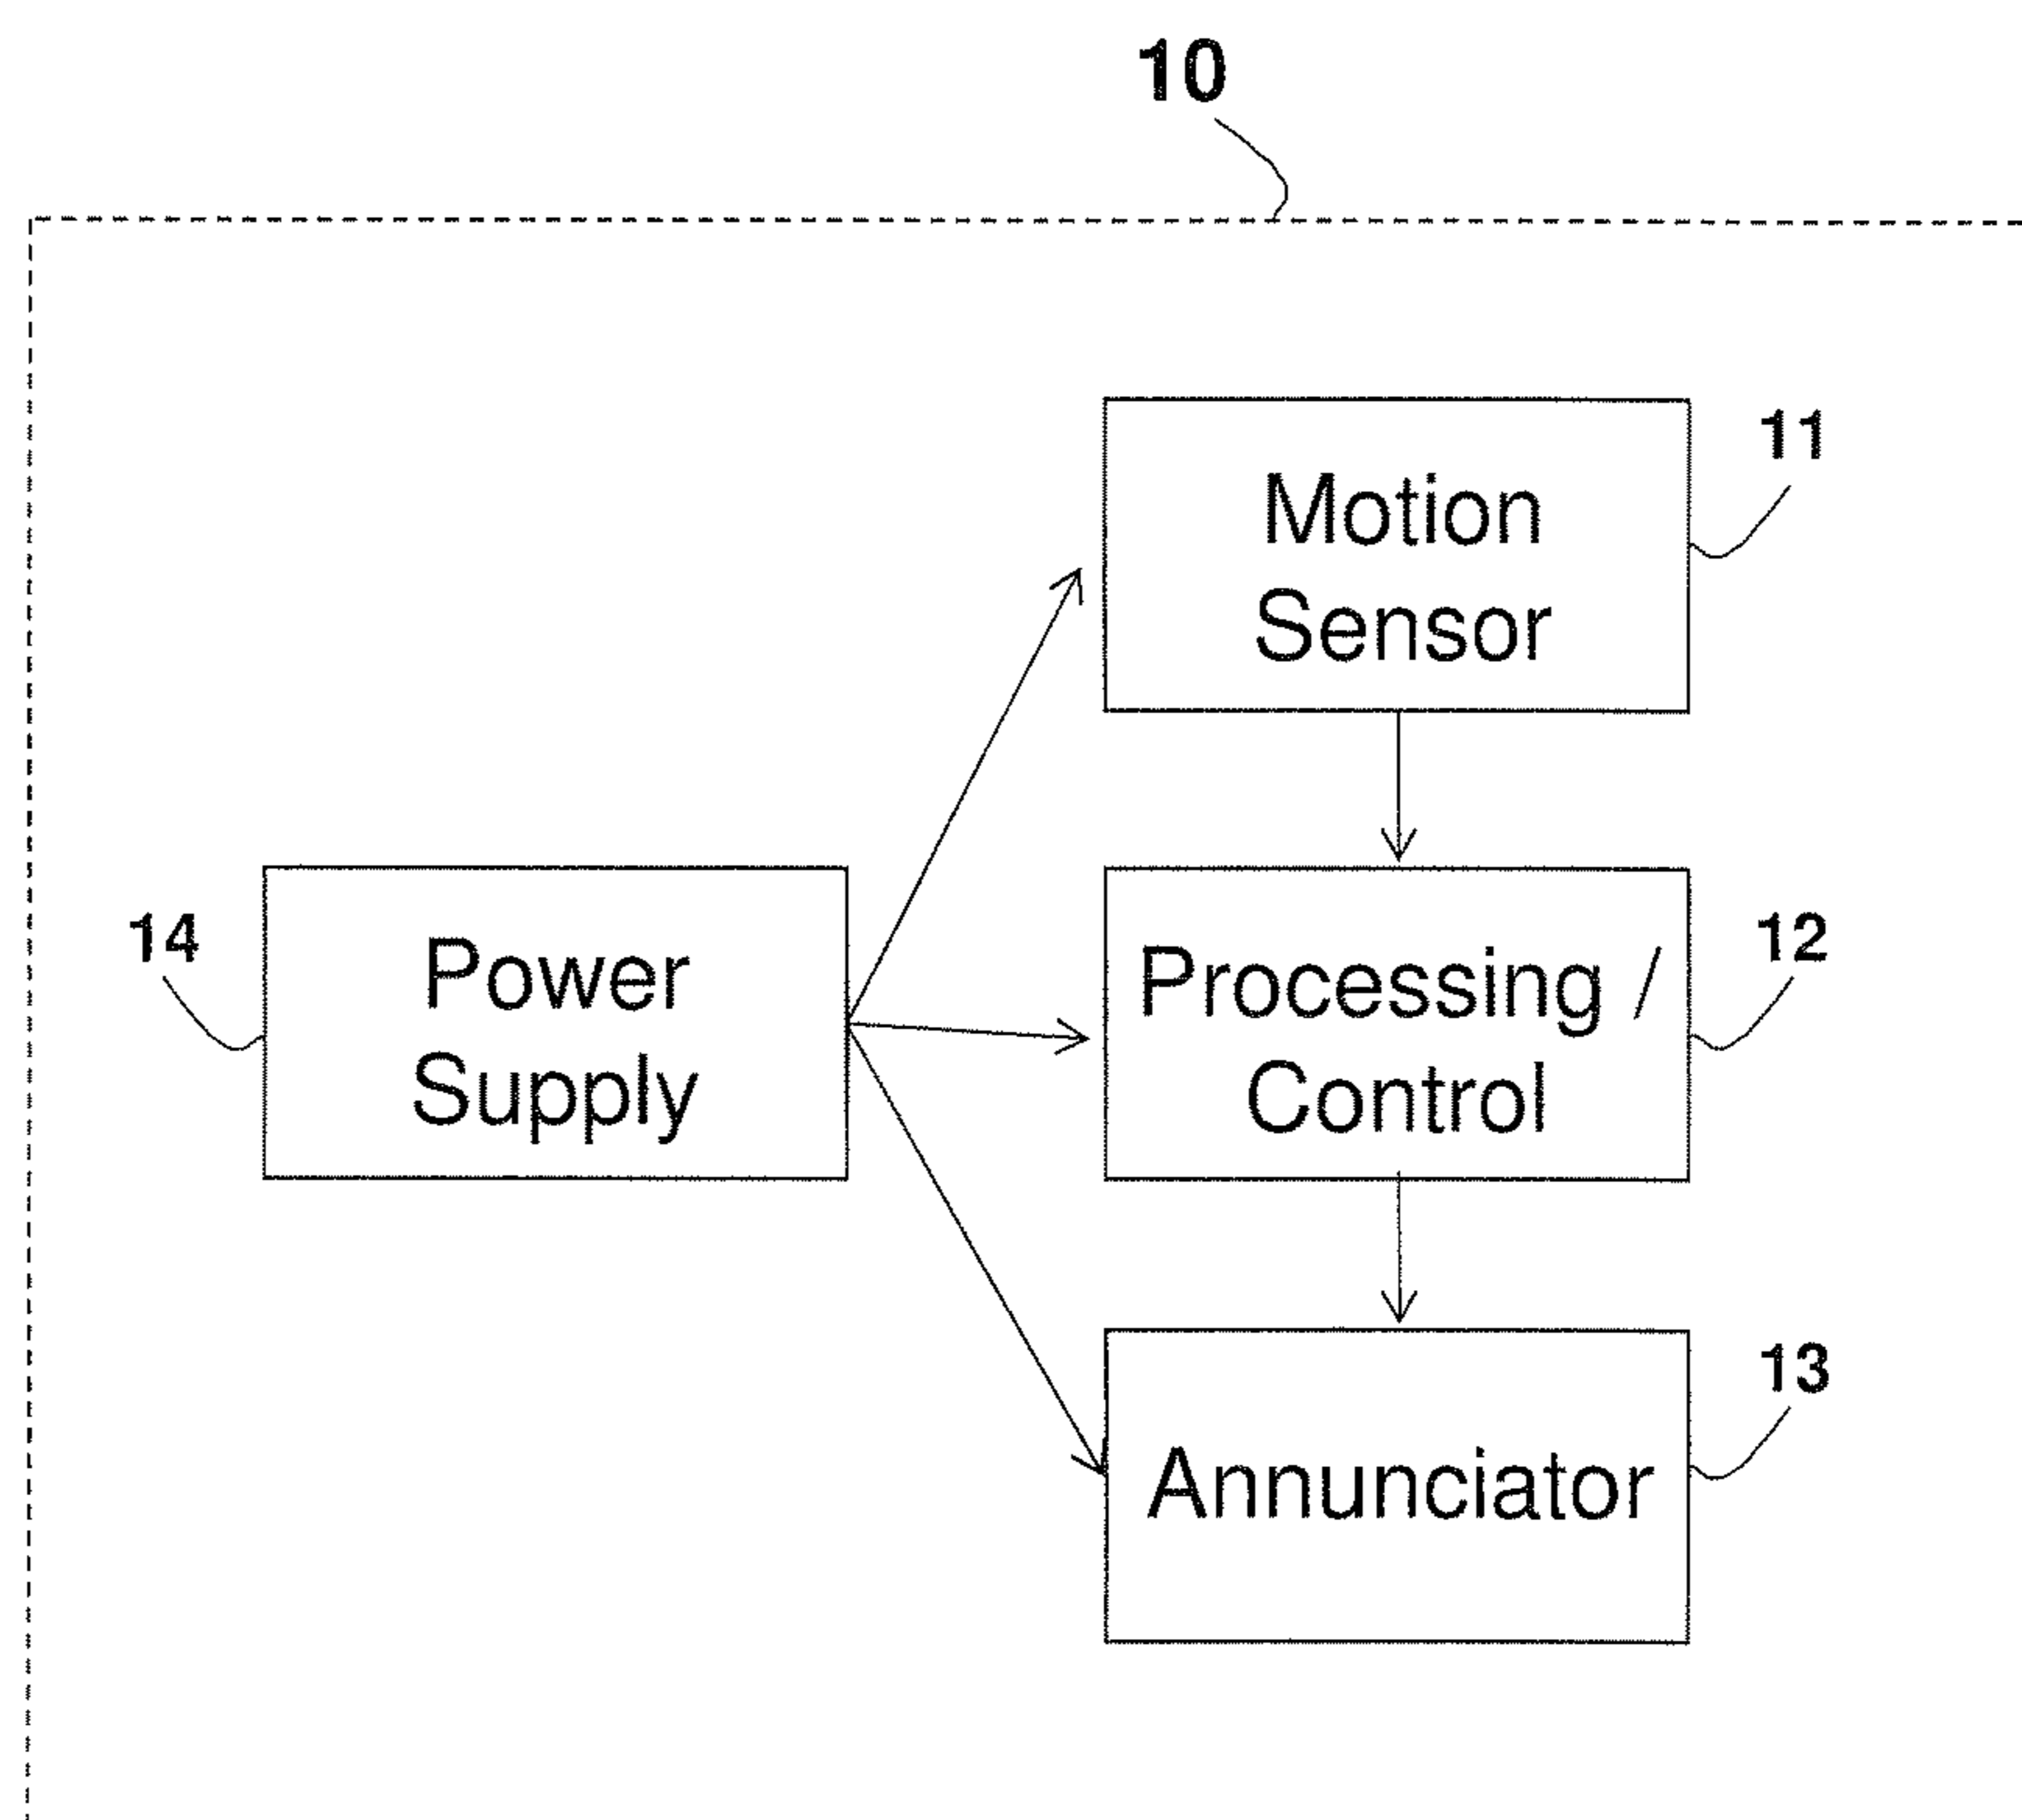 10
Motion
Sensor
11
Power
Supply
14
Processing /
Control
12
Annunciator
13